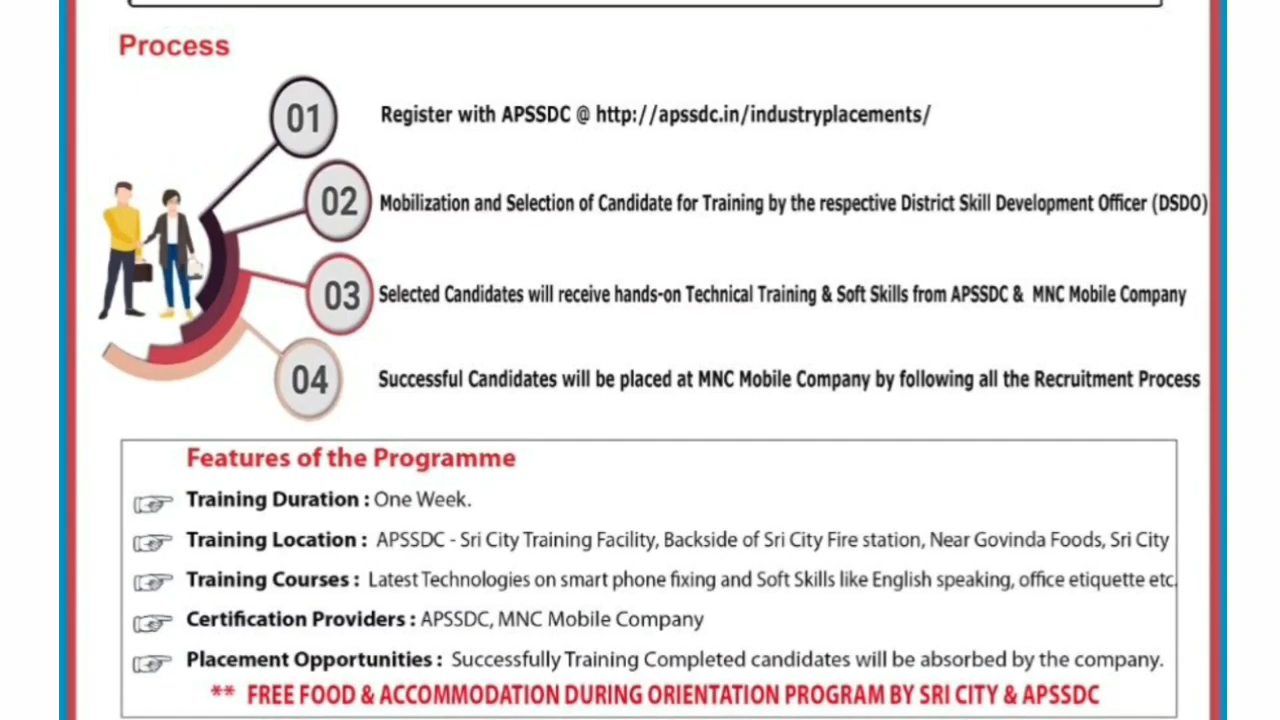 Process
01
Register with APSSDC @ http://apssdc.in/industryplacements/
02
Mobilization and Selection of Candidate for Training by the respective District Skill Development Officer (DSDO)
03
Selected Candidates will receive hands-on Technical Training & Soft Skills from APSSDC & MNC Mobile Company
04
Successful Candidates will be placed at MNC Mobile Company by following all the Recruitment Process
Features of the Programme
Training Duration : One Week.
Training Location : APSSDC - Sri City Training Facility, Backside of Sri City Fire station, Near Govinda Foods, Sri City
Training Courses : Latest Technologies on smart phone fixing and Soft Skills like English speaking, office etiquette etc.
Certification Providers : APSSDC, MNC Mobile Company
Placement Opportunities : Successfully Training Completed candidates will be absorbed by the company.
** FREE FOOD & ACCOMMODATION DURING ORIENTATION PROGRAM BY SRI CITY & APSSDC